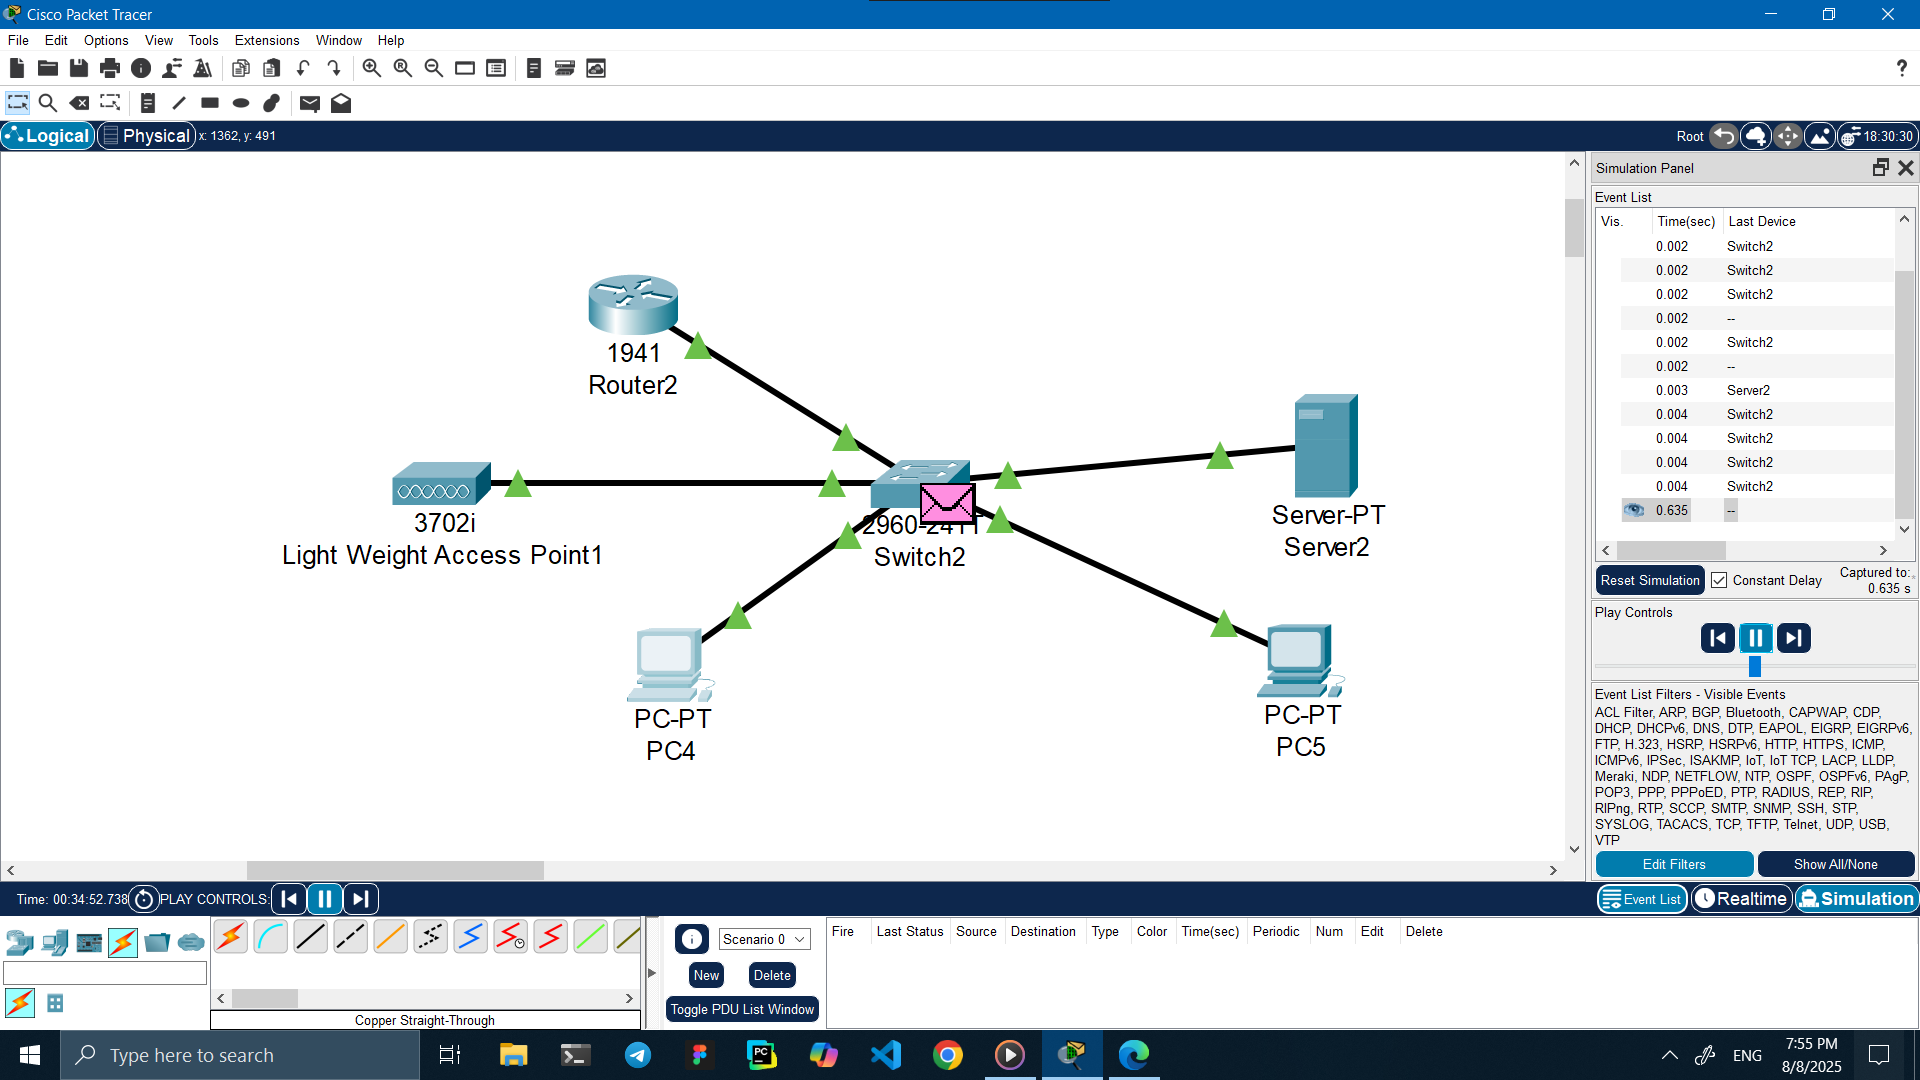 Cisco Packet Tracer
File Edit Options View Tools Extensions Window Help
?
Logical Physical x: 1362, y: 491 Root 18:30:30
Simulation Panel
Event List
Vis. Time(sec) Last Device
0.002 Switch2
0.002 Switch2
0.002 Switch2
0.002 --
0.002 Switch2
0.002 --
0.003 Server2
0.004 Switch2
0.004 Switch2
0.004 Switch2
0.004 Switch2
0.635 --
Reset Simulation Constant Delay Captured to:
0.635 s
Play Controls
Event List Filters - Visible Events
ACL Filter, ARP, BGP, Bluetooth, CAPWAP, CDP,
DHCP, DHCPv6, DNS, DTP, EAPOL, EIGRP, EIGRPv6,
FTP, H.323, HSRP, HSRPv6, HTTP, HTTPS, ICMP,
ICMPv6, IPSec, ISAKMP, IoT, IoT TCP, LACP, LLDP,
Meraki, NDP, NETFLOW, NTP, OSPF, OSPFv6, PAgP,
POP3, PPP, PPPoED, PTP, RADIUS, REP, RIP,
RIPng, RTP, SCCP, SMTP, SNMP, SSH, STP,
SYSLOG, TACACS, TCP, TFTP, Telnet, UDP, USB,
VTP
Edit Filters Show All/None
1941
Router2
3702i
Light Weight Access Point1
2960-24TT
Switch2
Server-PT
Server2
PC-PT
PC4
PC-PT
PC5
Time: 00:34:52.738 PLAY CONTROLS: Event List Realtime Simulation
Scenario 0
New Delete
Toggle PDU List Window
Fire Last Status Source Destination Type Color Time(sec) Periodic Num Edit Delete
Copper Straight-Through
Type here to search
PC
ENG
7:55 PM
8/8/2025